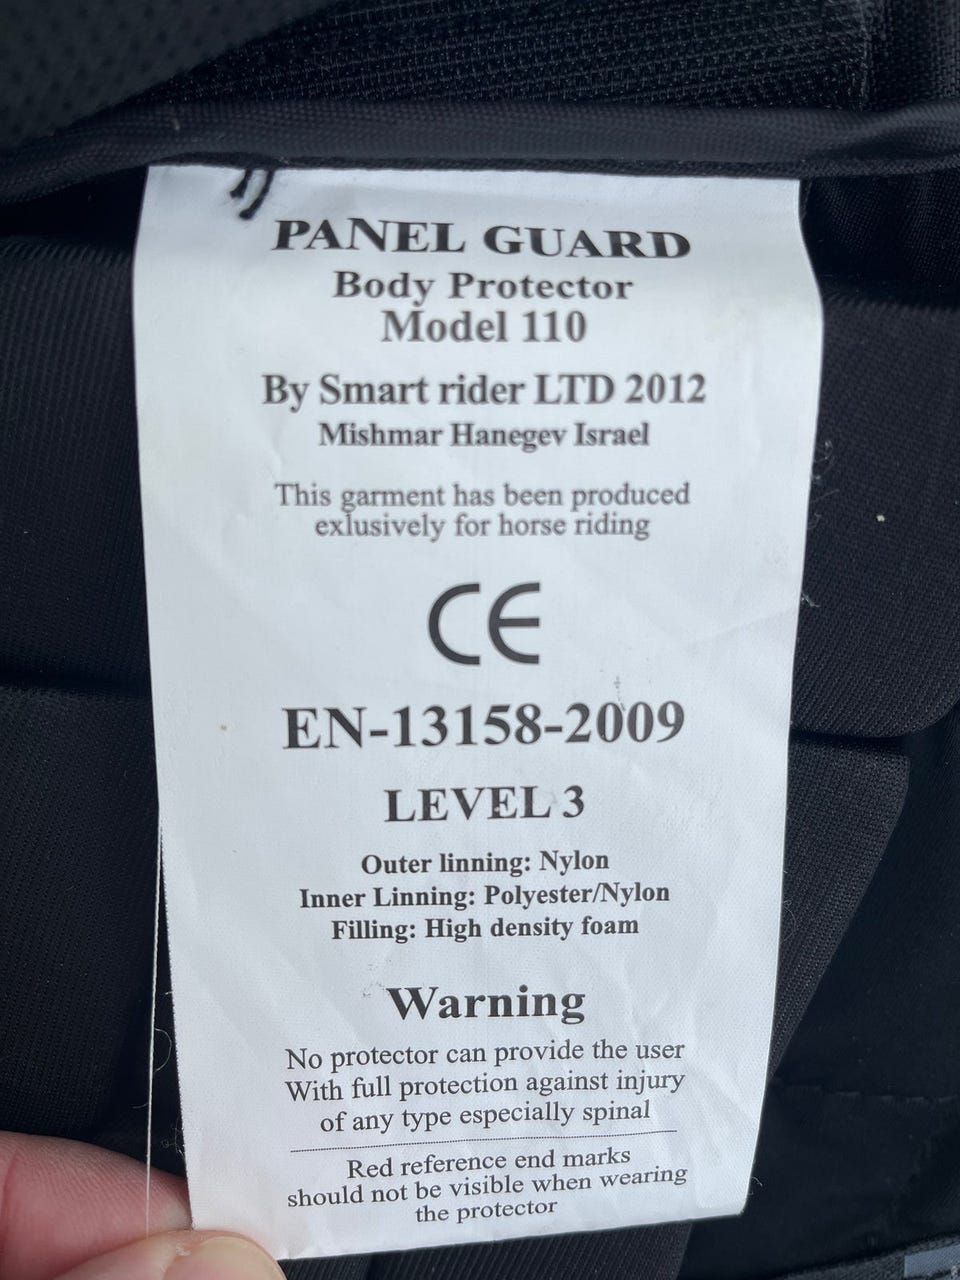 PANEL GUARD
Body Protector
Model 110
By Smart rider LTD 2012
Mishmar Hanegev Israel
This garment has been produced
exlusively for horse riding
CE
EN-13158-2009
LEVEL 3
Outer linning: Nylon
Inner Linning: Polyester/Nylon
Filling: High density foam
Warning
No protector can provide the user
With full protection against injury
of any type especially spinal
Red reference end marks
should not be visible when wearing
the protector